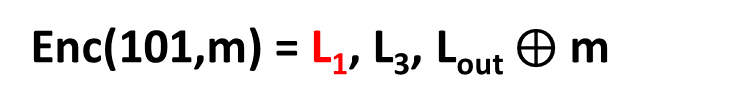 Enc(101,m) = L₁, L₃, Lₒᵤₜ ⊕ m